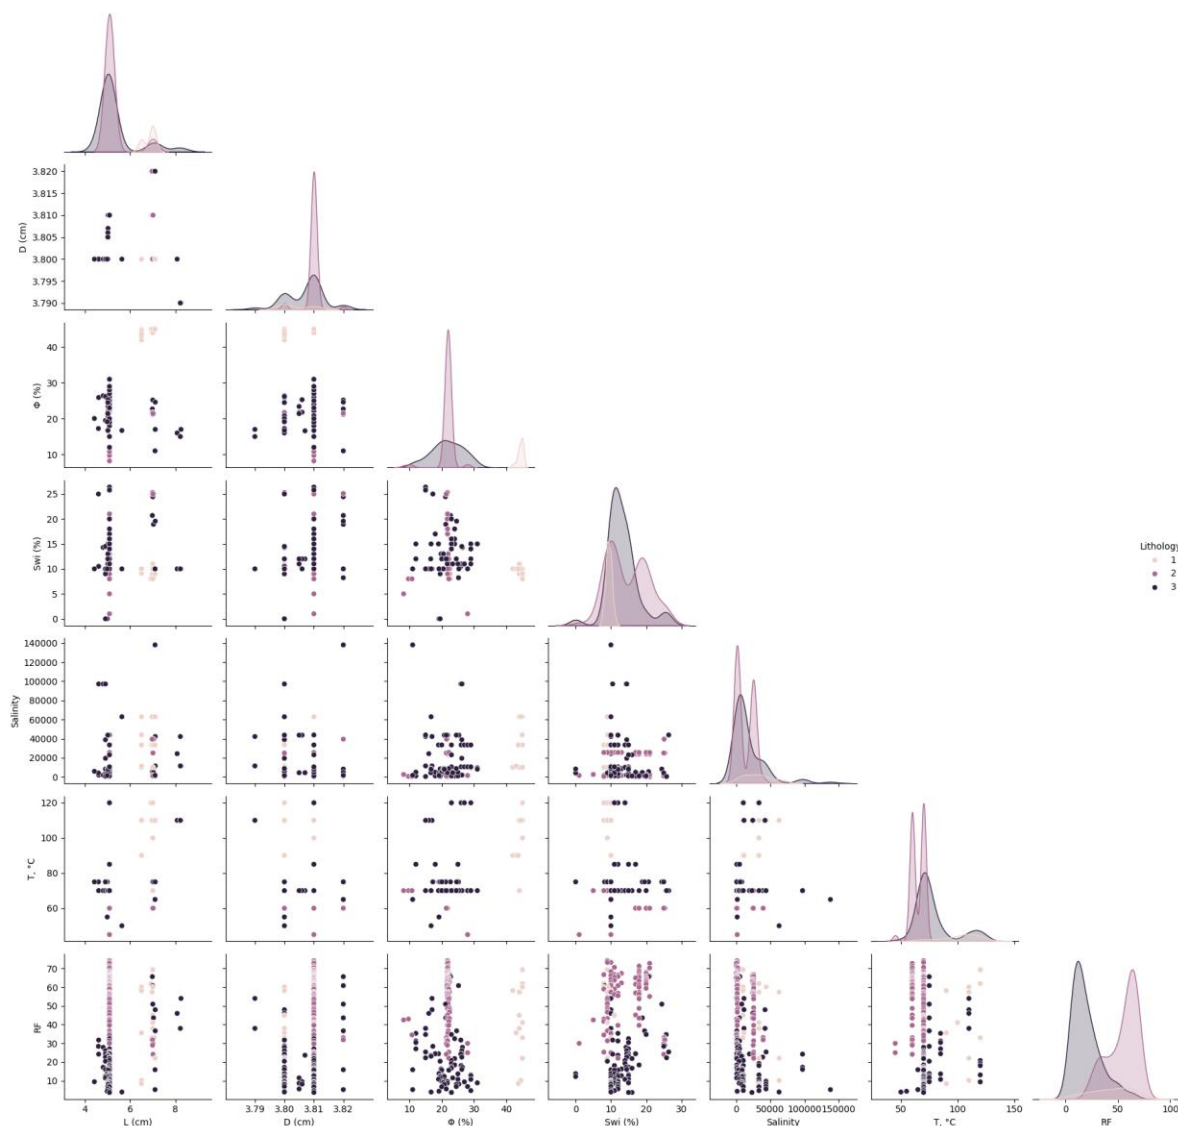 D (cm)
3.820
3.815
3.810
3.805
3.800
3.795
3.790
Φ (%)
40
30
20
10
Swi (%)
25
20
15
10
5
0
Lithology
1
2
3
Salinity
140000
120000
100000
80000
60000
40000
20000
0
T, °C
120
100
80
60
RF
70
60
50
40
30
20
10
4 6 8
3.79 3.80 3.81 3.82
10 20 30 40
0 10 20 30
0 50000 100000 150000
50 100 150
0 50 100
L (cm) D (cm) Φ (%) Swi (%) Salinity T, °C RF